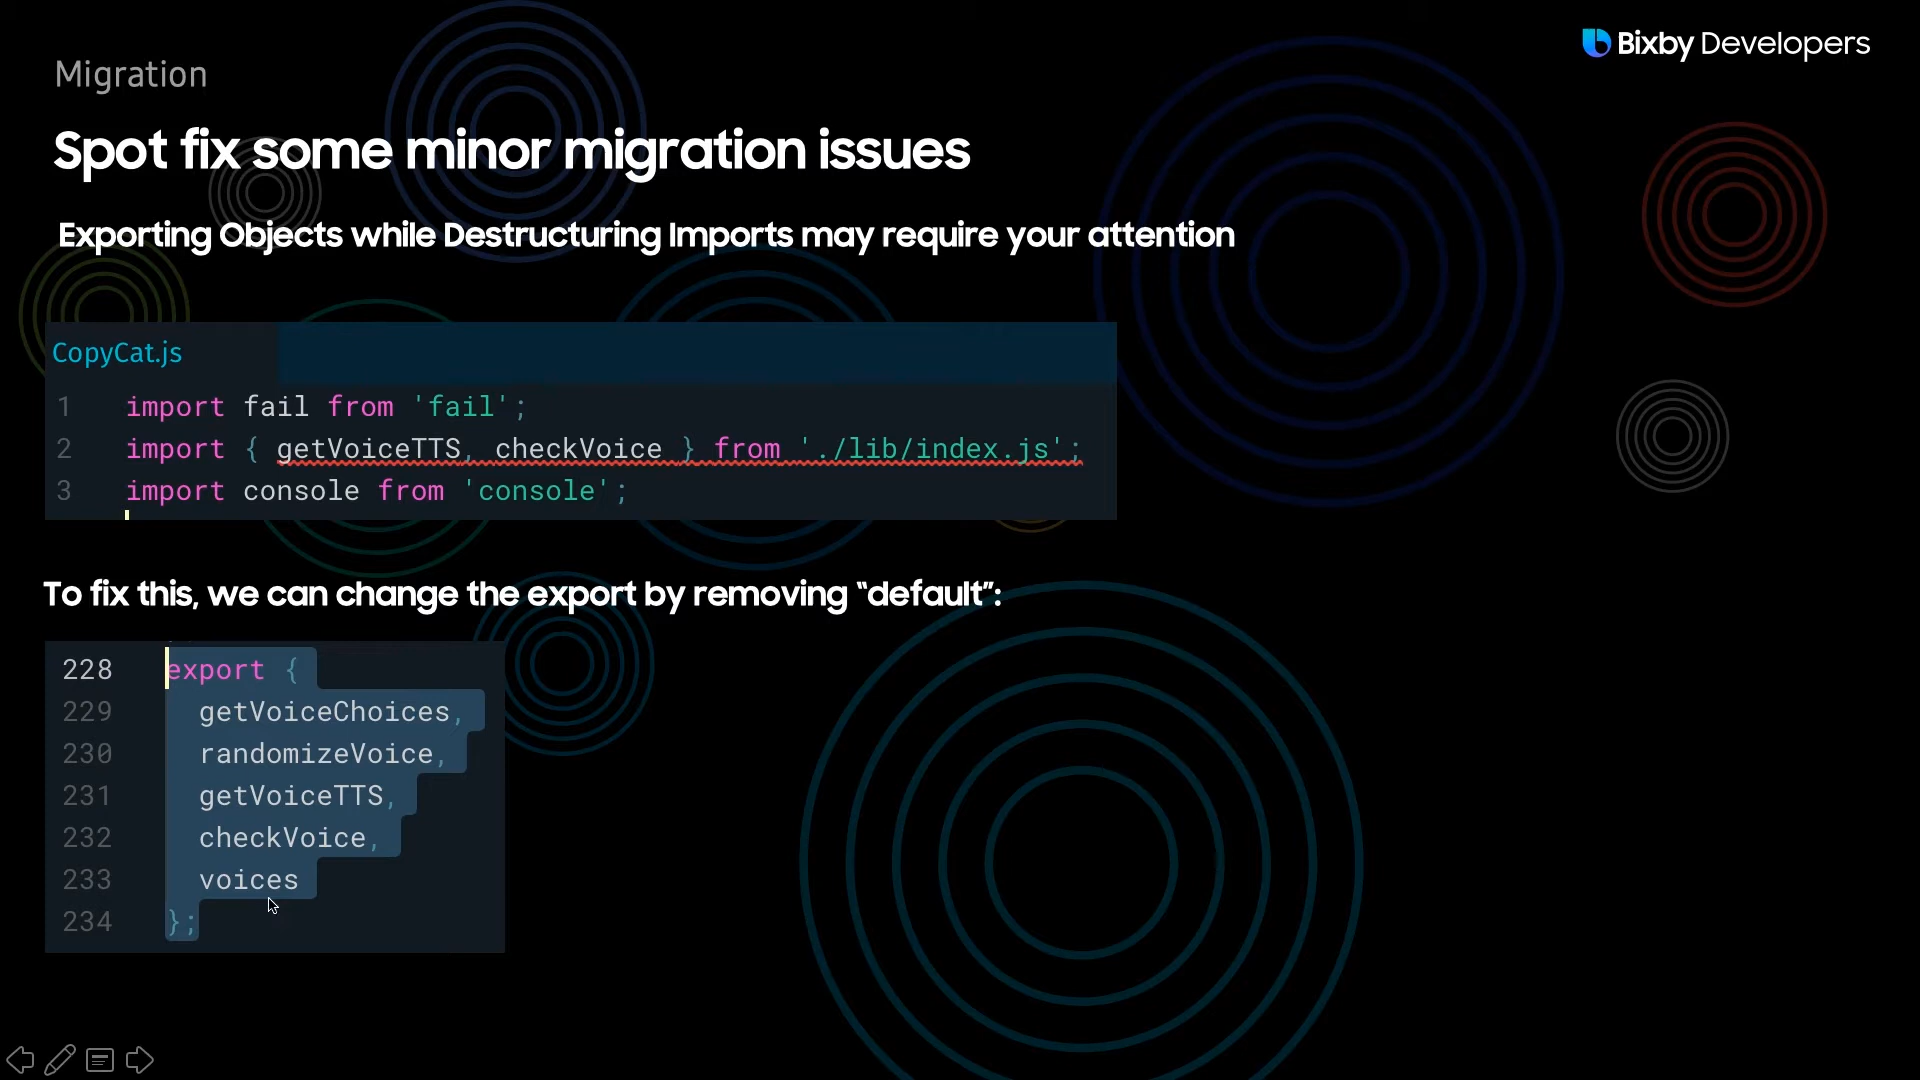 Bixby Developers
Migration
Spot fix some minor migration issues
Exporting Objects while Destructuring Imports may require your attention
CopyCat.js
1 import fail from 'fail';
2 import { getVoiceTTS, checkVoice } from './lib/index.js';
3 import console from 'console';
To fix this, we can change the export by removing “default”:
228 export {
229 getVoiceChoices,
230 randomizeVoice,
231 getVoiceTTS,
232 checkVoice,
233 voices
234 };